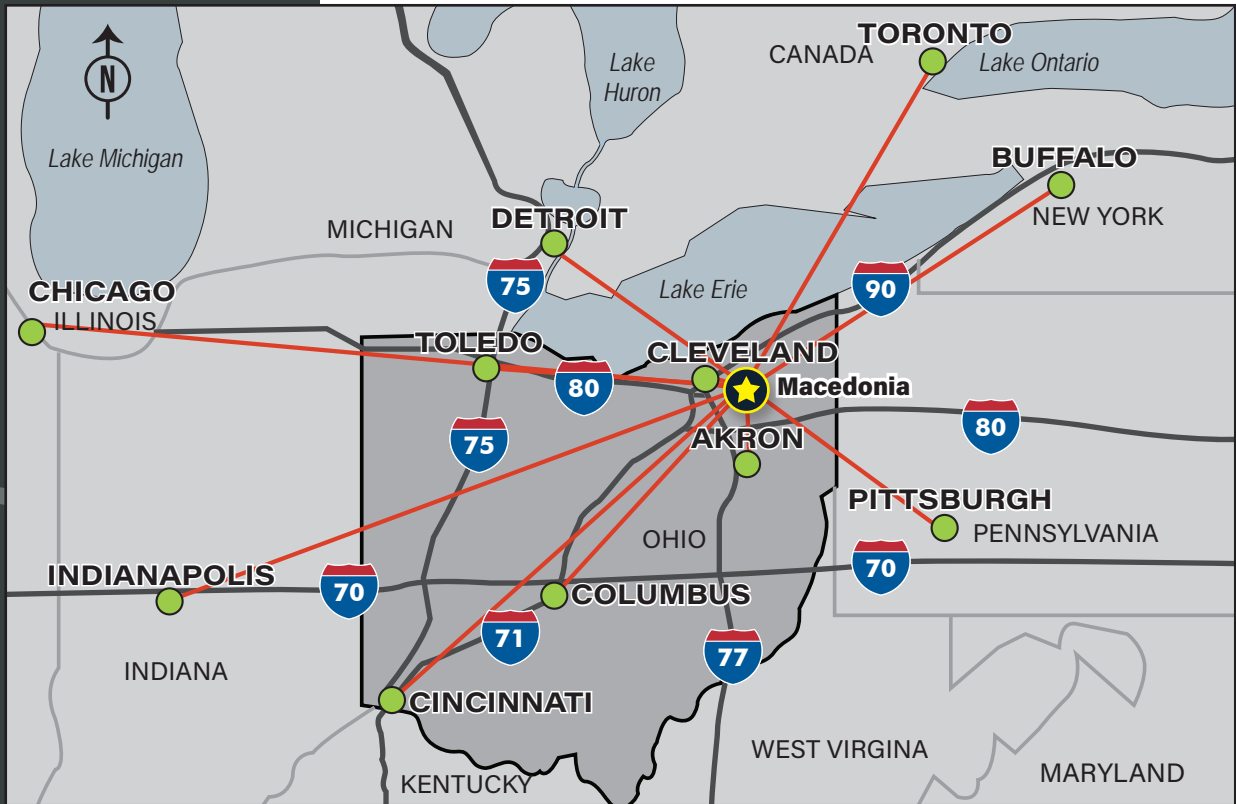 TORONTO
CANADA
Lake Ontario
Lake
Huron
N
Lake Michigan
BUFFALO
NEW YORK
DETROIT
MICHIGAN
75
90
Lake Erie
CHICAGO
ILLINOIS
TOLEDO
CLEVELAND
80
Macedonia
75
AKRON
80
PITTSBURGH
PENNSYLVANIA
OHIO
INDIANAPOLIS
70
COLUMBUS
70
71
77
INDIANA
CINCINNATI
WEST VIRGINIA
KENTUCKY
MARYLAND